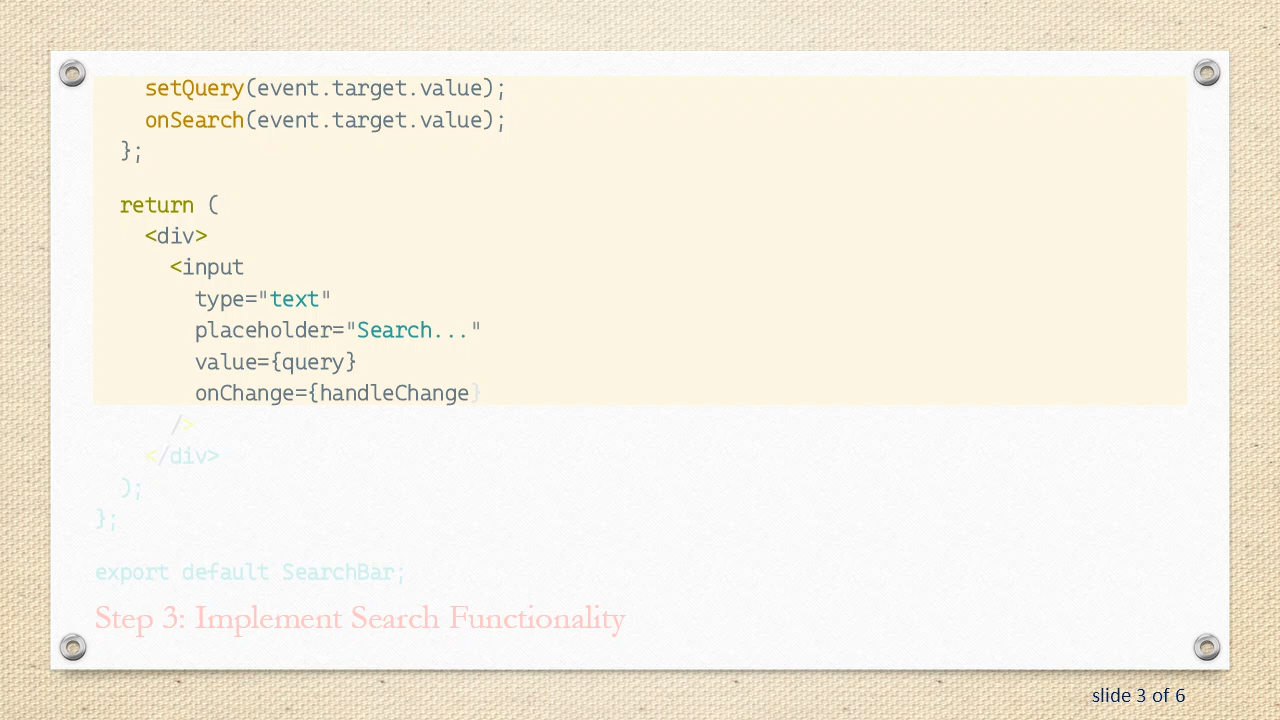 setQuery(event.target.value);
    onSearch(event.target.value);
  };
  return (
    <div>
      <input
        type="text"
        placeholder="Search..."
        value={query}
        onChange={handleChange}
      />
    </div>
  );
};
export default SearchBar;
Step 3: Implement Search Functionality
slide 3 of 6